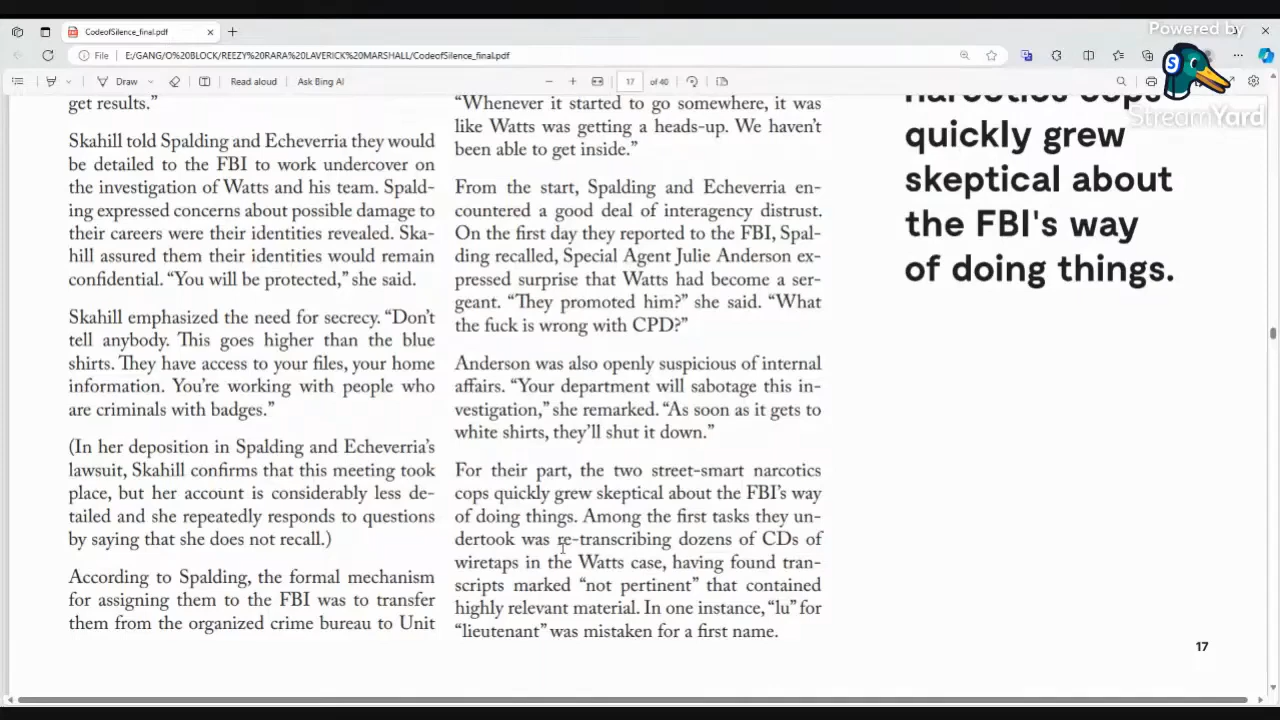 CodeofSilence_final.pdf
Powered by
File
E:/GANG/O%20BLOCK/REEZY%20RARA%20LAVERICK%20MARSHALL/CodeofSilence_final.pdf
Draw
Read aloud
Ask Bing AI
17
of 40
S
StreamYard
get results.”
Skahill told Spalding and Echeverria they would
be detailed to the FBI to work undercover on
the investigation of Watts and his team. Spald-
ing expressed concerns about possible damage to
their careers were their identities revealed. Ska-
hill assured them their identities would remain
confidential. “You will be protected,” she said.
Skahill emphasized the need for secrecy. “Don’t
tell anybody. This goes higher than the blue
shirts. They have access to your files, your home
information. You’re working with people who
are criminals with badges.”
(In her deposition in Spalding and Echeverria’s
lawsuit, Skahill confirms that this meeting took
place, but her account is considerably less de-
tailed and she repeatedly responds to questions
by saying that she does not recall.)
According to Spalding, the formal mechanism
for assigning them to the FBI was to transfer
them from the organized crime bureau to Unit
“Whenever it started to go somewhere, it was
like Watts was getting a heads-up. We haven’t
been able to get inside.”
From the start, Spalding and Echeverria en-
countered a good deal of interagency distrust.
On the first day they reported to the FBI, Spal-
ding recalled, Special Agent Julie Anderson ex-
pressed surprise that Watts had become a ser-
geant. “They promoted him?” she said. “What
the fuck is wrong with CPD?”
Anderson was also openly suspicious of internal
affairs. “Your department will sabotage this in-
vestigation,” she remarked. “As soon as it gets to
white shirts, they’ll shut it down.”
For their part, the two street-smart narcotics
cops quickly grew skeptical about the FBI’s way
of doing things. Among the first tasks they un-
dertook was re-transcribing dozens of CDs of
wiretaps in the Watts case, having found tran-
scripts marked “not pertinent” that contained
highly relevant material. In one instance, “lu” for
“lieutenant” was mistaken for a first name.
narcotics cops
quickly grew
skeptical about
the FBI's way
of doing things.
17